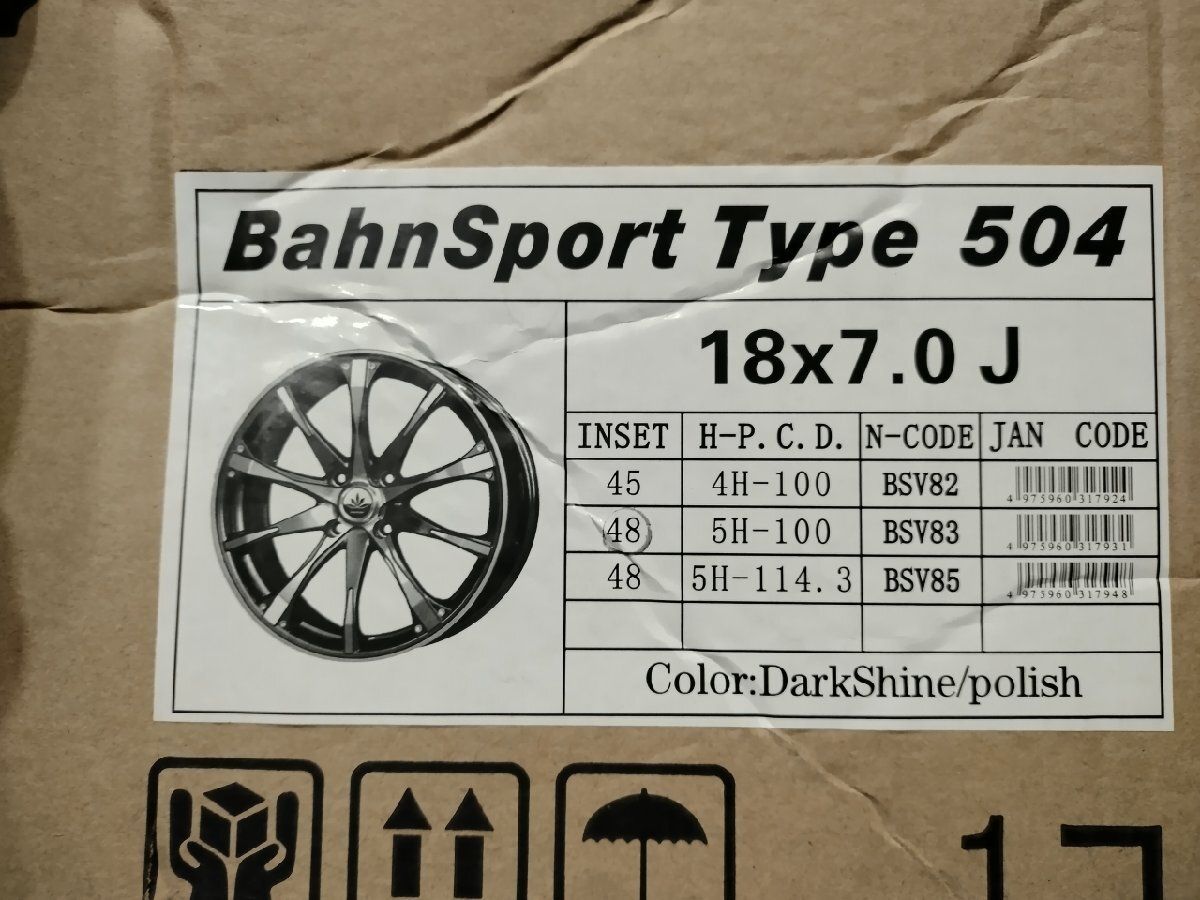 BahnSport Type 504
18x7.0 J
INSET H-P.C.D. N-CODE JAN CODE
45 4H-100 BSV82 4 975960 317924
48 5H-100 BSV83 4 975960 317931
48 5H-114.3 BSV85 4 975960 317948
Color:DarkShine/polish